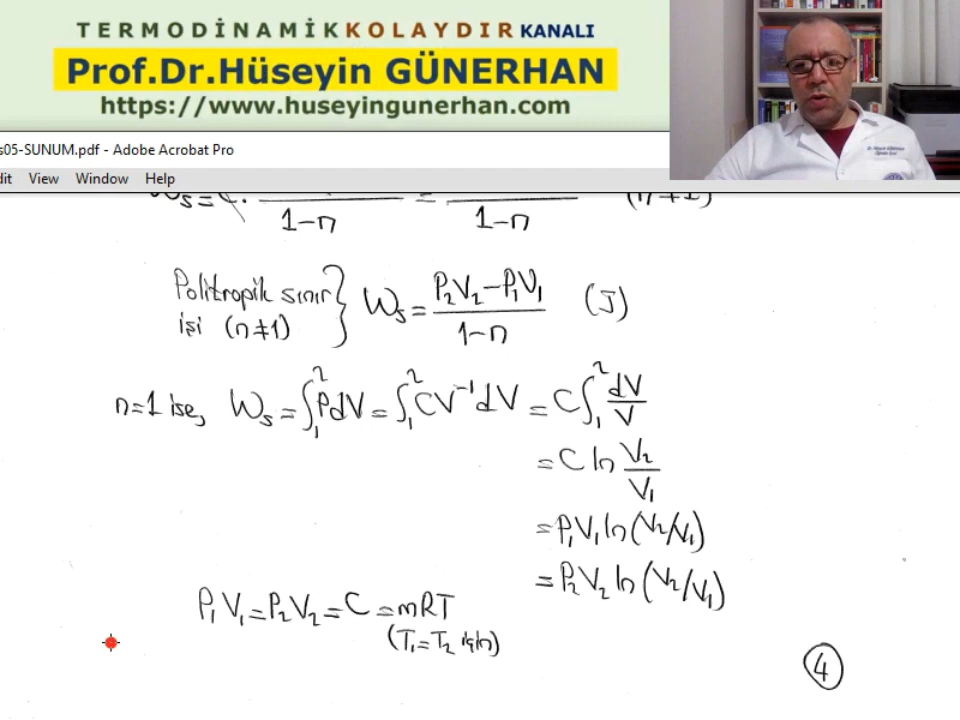 TERMODİNAMİKKOLAYDIR KANALI
Prof.Dr.Hüseyin GÜNERHAN
https://www.huseyingunerhan.com
s05-SUNUM.pdf - Adobe Acrobat Pro
dit View Window Help
1-n 1-n
Politropik sınır işi (n≠1) } Ws = (P₂V₂-P₁V₁)/(1-n) (J)
n=1 ise, Ws = ∫₁² PdV = ∫₁² CV⁻¹dV = C∫₁² dV/V
= C ln V₂/V₁
= P₁V₁ ln(V₂/V₁)
= P₂V₂ ln(V₂/V₁)
P₁V₁=P₂V₂=C=mRT
(T₁=T₂ için)
4